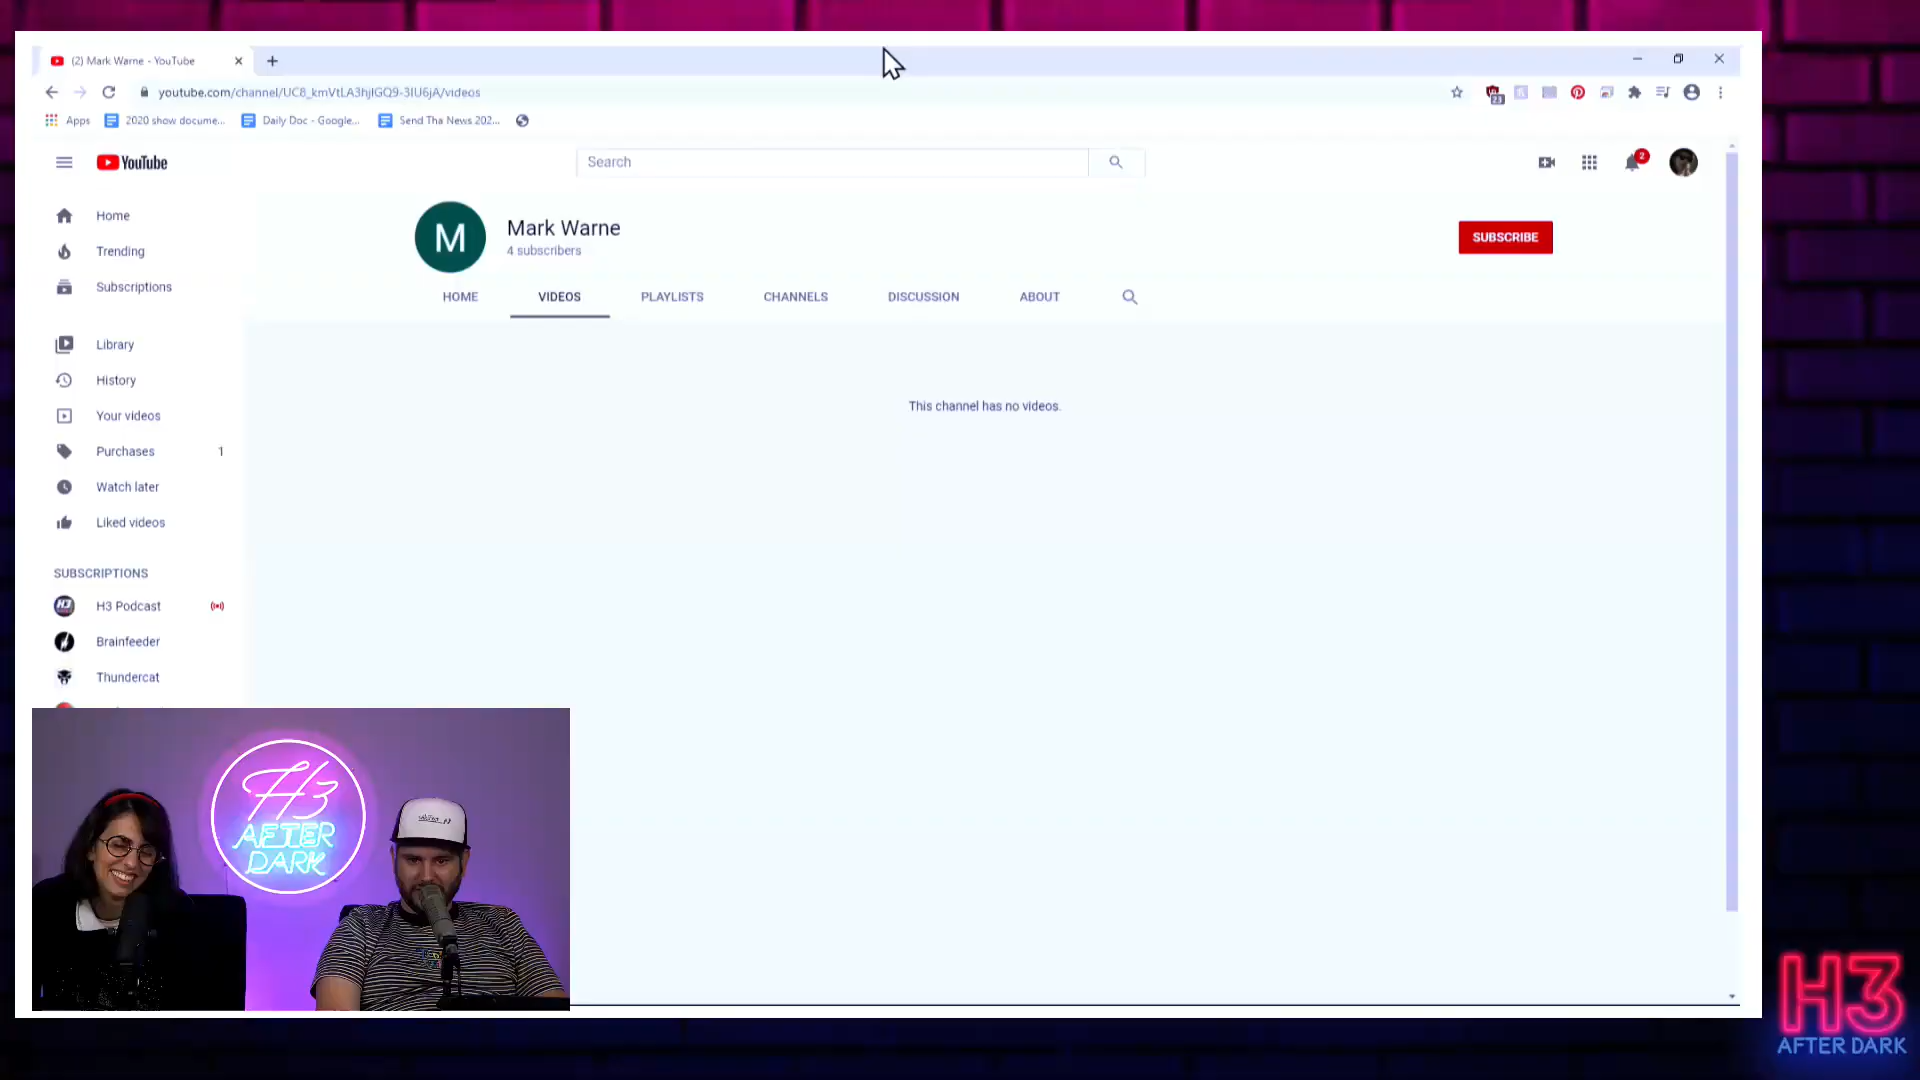 (2) Mark Warne - YouTube
youtube.com/channel/UC8_kmVtLA3hjlGQ9-3IU6jA/videos
Apps
2020 show docume...
Daily Doc - Google...
Send Tha News 202...
23
YouTube
Search
2
Home
Trending
Subscriptions
Library
History
Your videos
Purchases 1
Watch later
Liked videos
SUBSCRIPTIONS
H3 Podcast
Brainfeeder
Thundercat
M
Mark Warne
4 subscribers
SUBSCRIBE
HOME VIDEOS PLAYLISTS CHANNELS DISCUSSION ABOUT
This channel has no videos.
H3
AFTER
DARK
H3
AFTER DARK